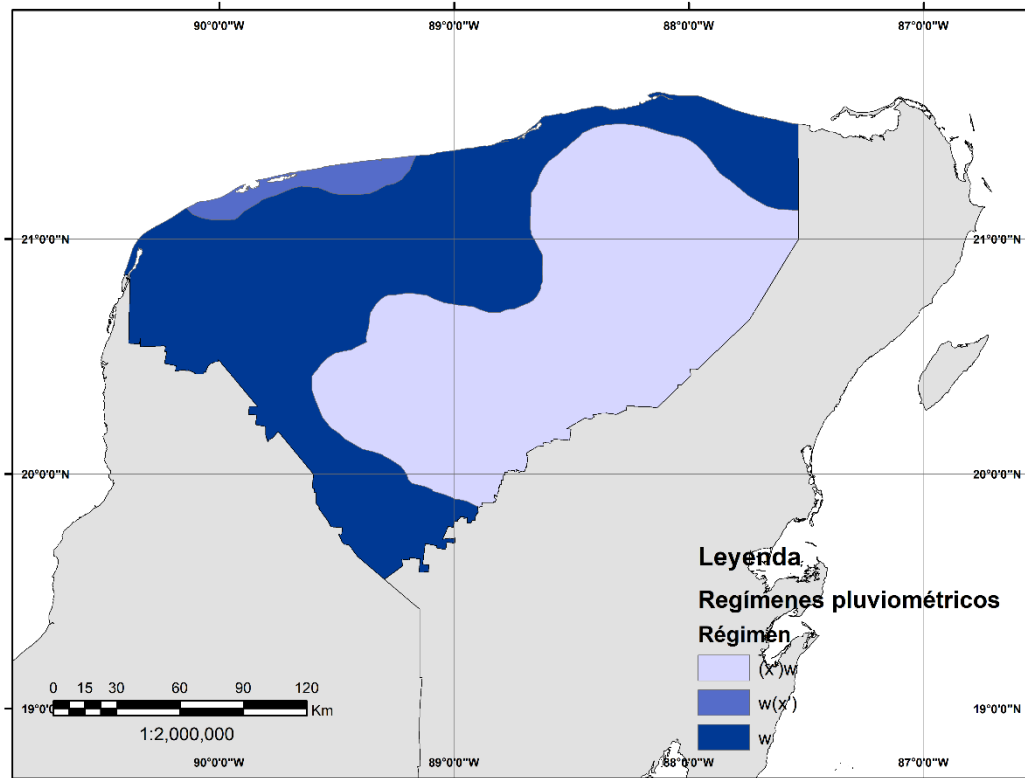 90°0'0"W 89°0'0"W 88°0'0"W 87°0'0"W
21°0'0"N 21°0'0"N
20°0'0"N 20°0'0"N
Leyenda
Regímenes pluviométricos
Régimen
(x')w
w(x')
w
0 15 30 60 90 120
Km
1:2,000,000
19°0'0"N 19°0'0"N
90°0'0"W 89°0'0"W 88°0'0"W 87°0'0"W